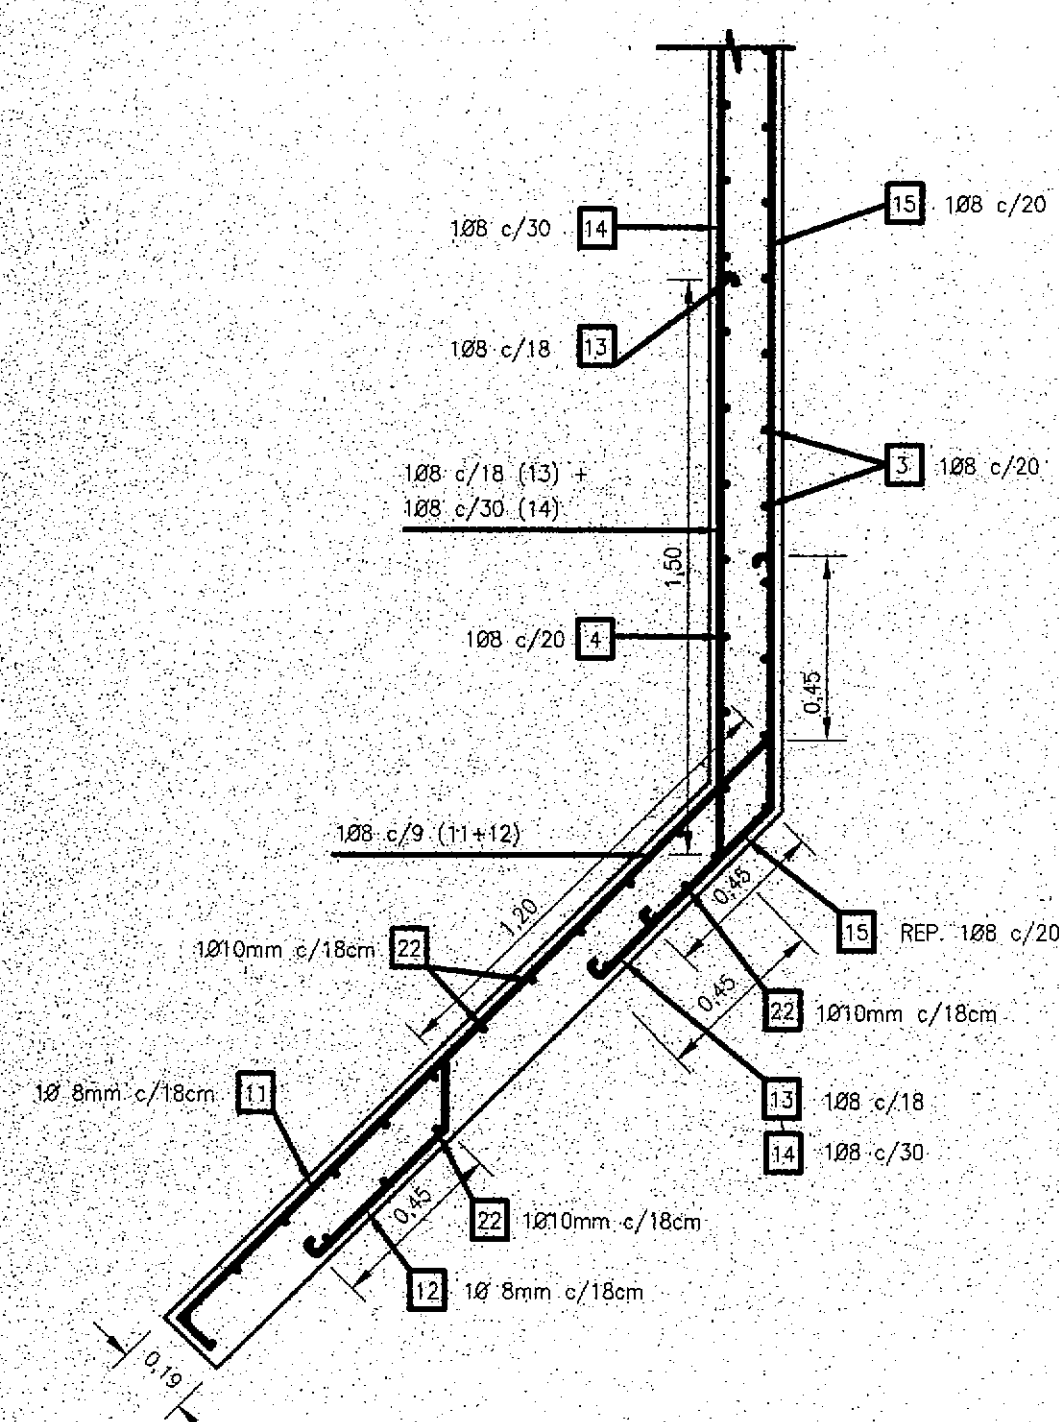 1Ø8 c/30 14
15 1Ø8 c/20
1Ø8 c/18 13
1Ø8 c/18 (13) +
1Ø8 c/30 (14)
3 1Ø8 c/20
1,50
1Ø8 c/20 4
0,45
1Ø8 c/9 (11+12)
0,45
1,20
15 REP. 1Ø8 c/20
1Ø10mm c/18cm 22
0,45
22 1Ø10mm c/18cm
1Ø 8mm c/18cm 11
13 1Ø8 c/18
14 1Ø8 c/30
0,45
22 1Ø10mm c/18cm
12 1Ø 8mm c/18cm
0,19